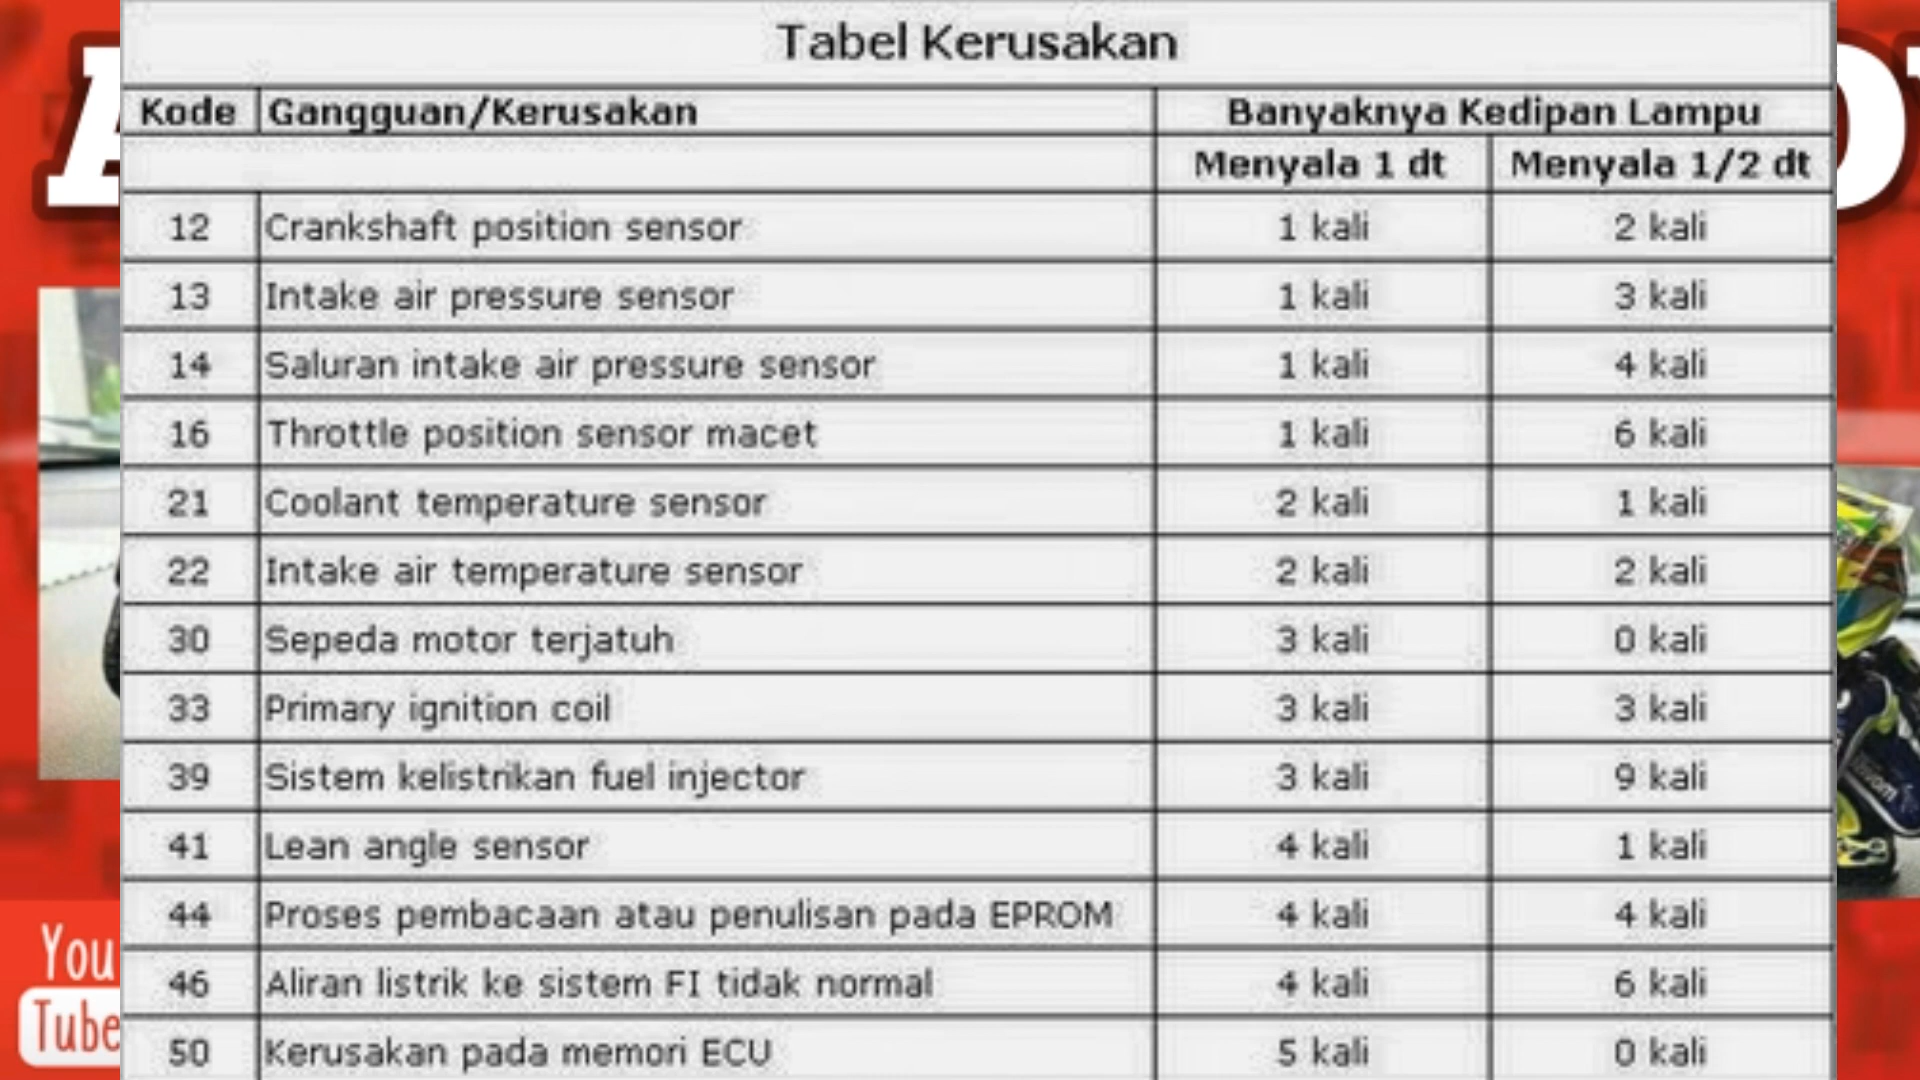 Tabel Kerusakan
Kode Gangguan/Kerusakan Banyaknya Kedipan Lampu
Menyala 1 dt Menyala 1/2 dt
12 Crankshaft position sensor 1 kali 2 kali
13 Intake air pressure sensor 1 kali 3 kali
14 Saluran intake air pressure sensor 1 kali 4 kali
16 Throttle position sensor macet 1 kali 6 kali
21 Coolant temperature sensor 2 kali 1 kali
22 Intake air temperature sensor 2 kali 2 kali
30 Sepeda motor terjatuh 3 kali 0 kali
33 Primary ignition coil 3 kali 3 kali
39 Sistem kelistrikan fuel injector 3 kali 9 kali
41 Lean angle sensor 4 kali 1 kali
44 Proses pembacaan atau penulisan pada EPROM 4 kali 4 kali
46 Aliran listrik ke sistem FI tidak normal 4 kali 6 kali
50 Kerusakan pada memori ECU 5 kali 0 kali
You
Tube